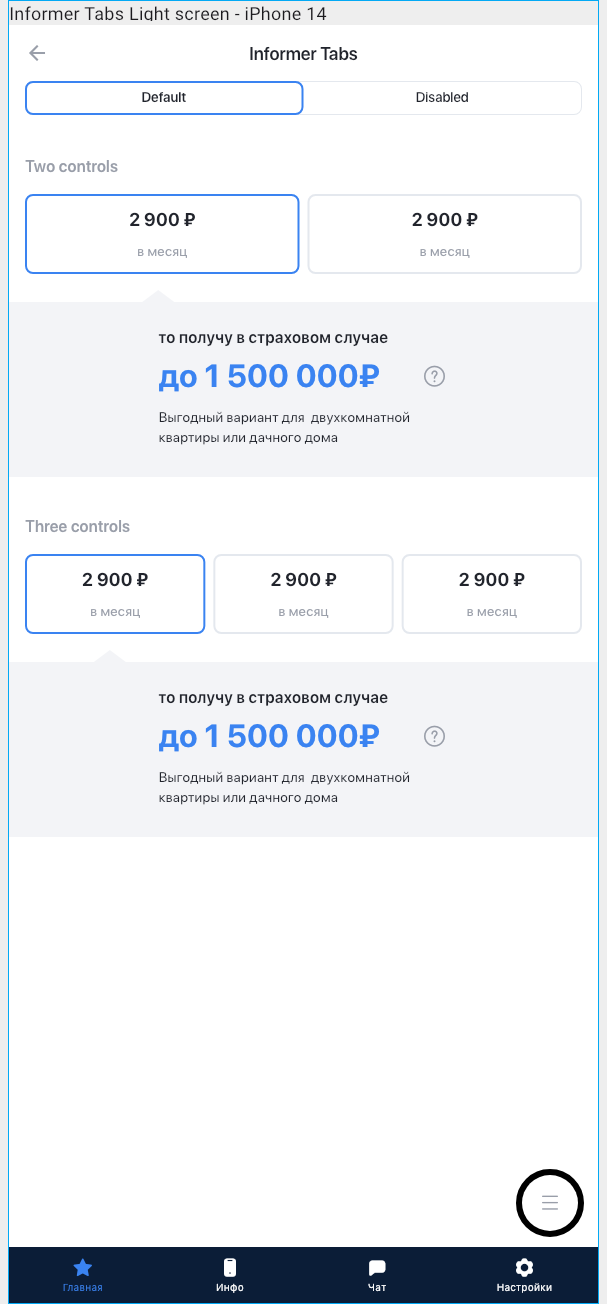 Informer Tabs Light screen - iPhone 14
Informer Tabs
Default Disabled
Two controls
2 900 ₽ 2 900 ₽
в месяц в месяц
то получу в страховом случае
до 1 500 000₽
Выгодный вариант для двухкомнатной
квартиры или дачного дома
Three controls
2 900 ₽ 2 900 ₽ 2 900 ₽
в месяц в месяц в месяц
то получу в страховом случае
до 1 500 000₽
Выгодный вариант для двухкомнатной
квартиры или дачного дома
Главная Инфо Чат Настройки